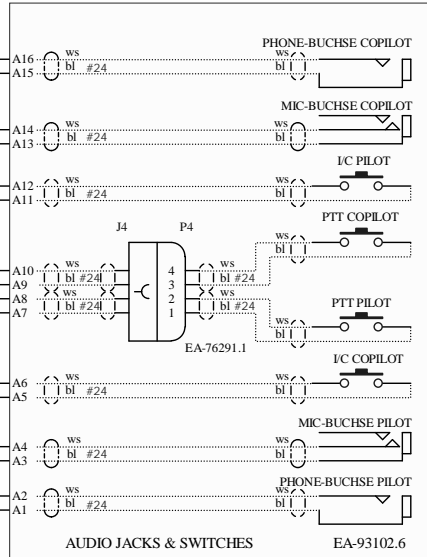 PHONE-BUCHSE COPILOT
A16 ws ws
A15 bl #24 bl
MIC-BUCHSE COPILOT
A14 ws ws
A13 bl #24 bl
I/C PILOT
A12 ws ws
A11 bl #24 bl
PTT COPILOT
J4 P4 ws
bl
A10 ws 4 ws
A9 bl #24 3 bl #24
A8 ws 2 ws
A7 bl #24 1 bl #24
PTT PILOT
ws
bl
EA-76291.1
I/C COPILOT
A6 ws ws
A5 bl #24 bl
MIC-BUCHSE PILOT
A4 ws ws
A3 bl #24 bl
PHONE-BUCHSE PILOT
A2 ws ws
A1 bl #24 bl
AUDIO JACKS & SWITCHES EA-93102.6